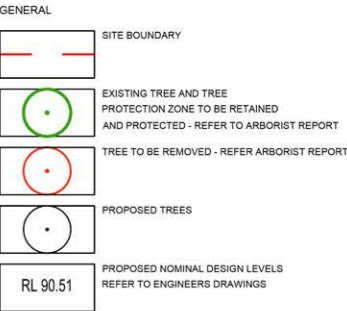 GENERAL
SITE BOUNDARY
EXISTING TREE AND TREE
PROTECTION ZONE TO BE RETAINED
AND PROTECTED - REFER TO ARBORIST REPORT
TREE TO BE REMOVED - REFER ARBORIST REPORT
PROPOSED TREES
RL 90.51
PROPOSED NOMINAL DESIGN LEVELS
REFER TO ENGINEERS DRAWINGS